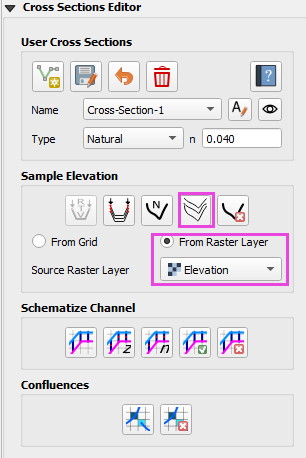 Cross Sections Editor
User Cross Sections
?
Name Cross-Section-1 A
Type Natural n 0.040
Sample Elevation
R T V N
From Grid From Raster Layer
Source Raster Layer Elevation
Schematize Channel
z n
Confluences